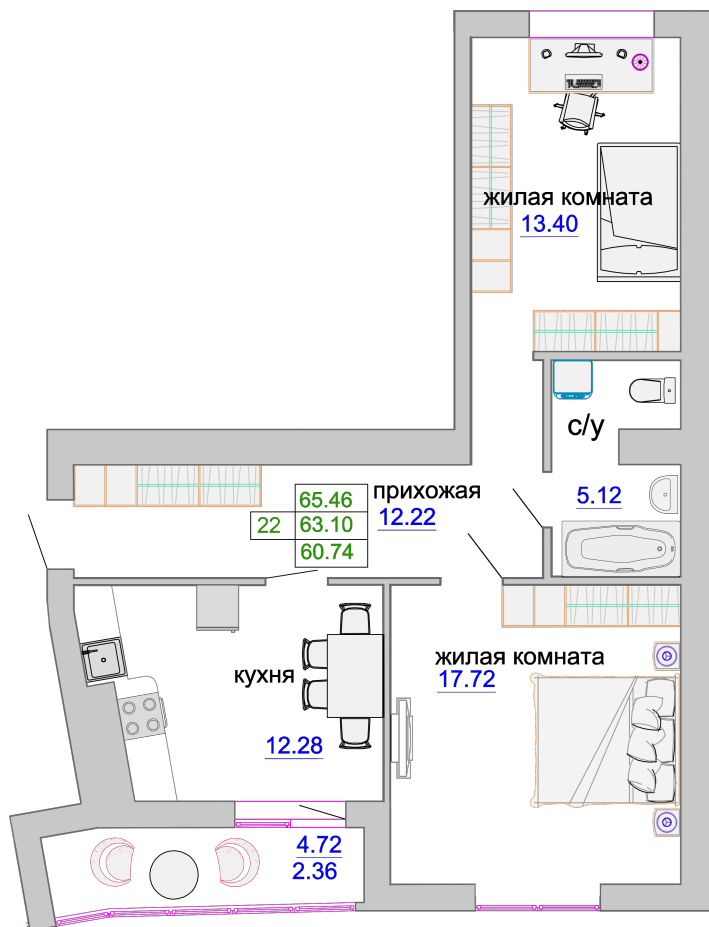 жилая комната
13.40
с/у
5.12
прихожая
12.22
65.46
22 63.10
60.74
кухня
12.28
жилая комната
17.72
4.72
2.36